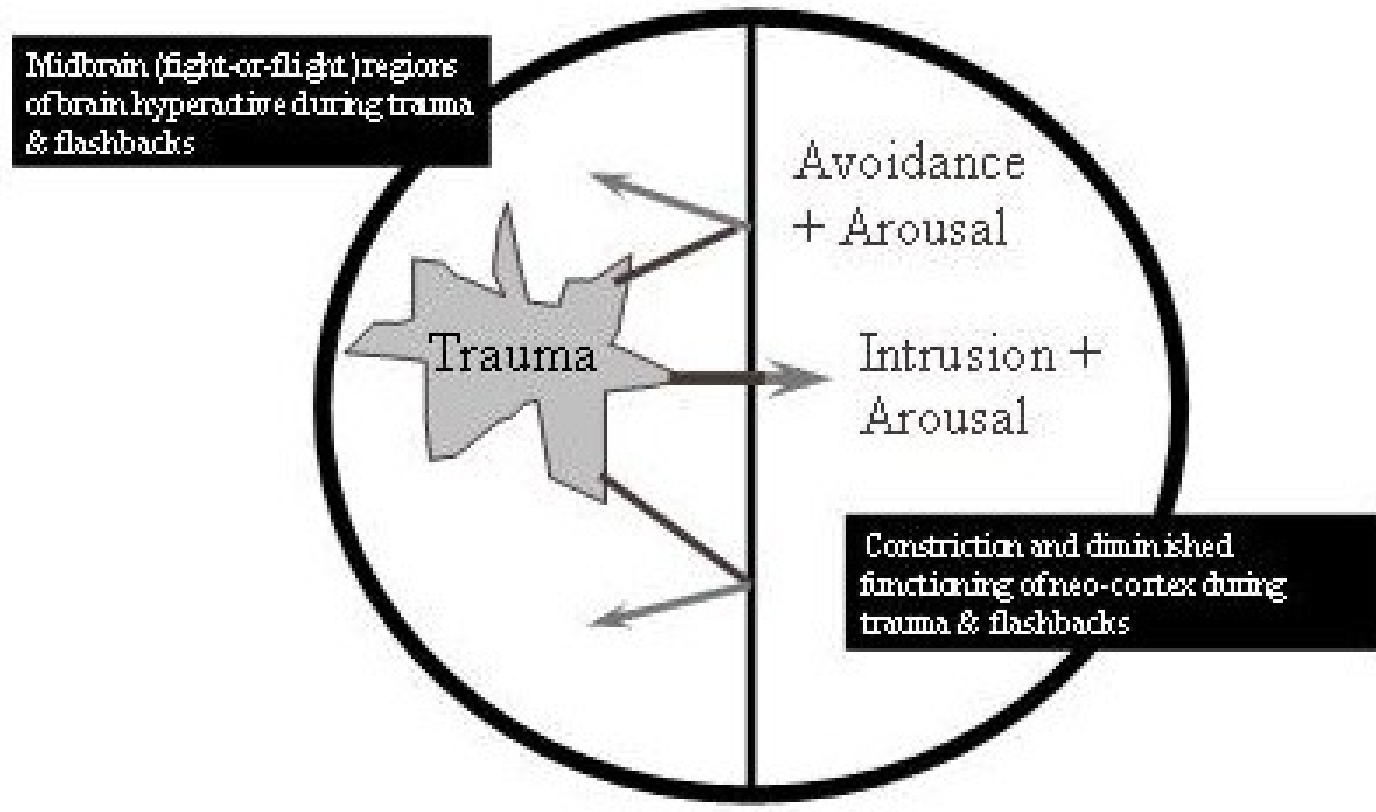 Midbrain (fight-or-flight) regions
of brain hyperactive during trauma
& flashbacks
Avoidance
+ Arousal
Trauma
Intrusion +
Arousal
Constriction and diminished
functioning of neo-cortex during
trauma & flashbacks